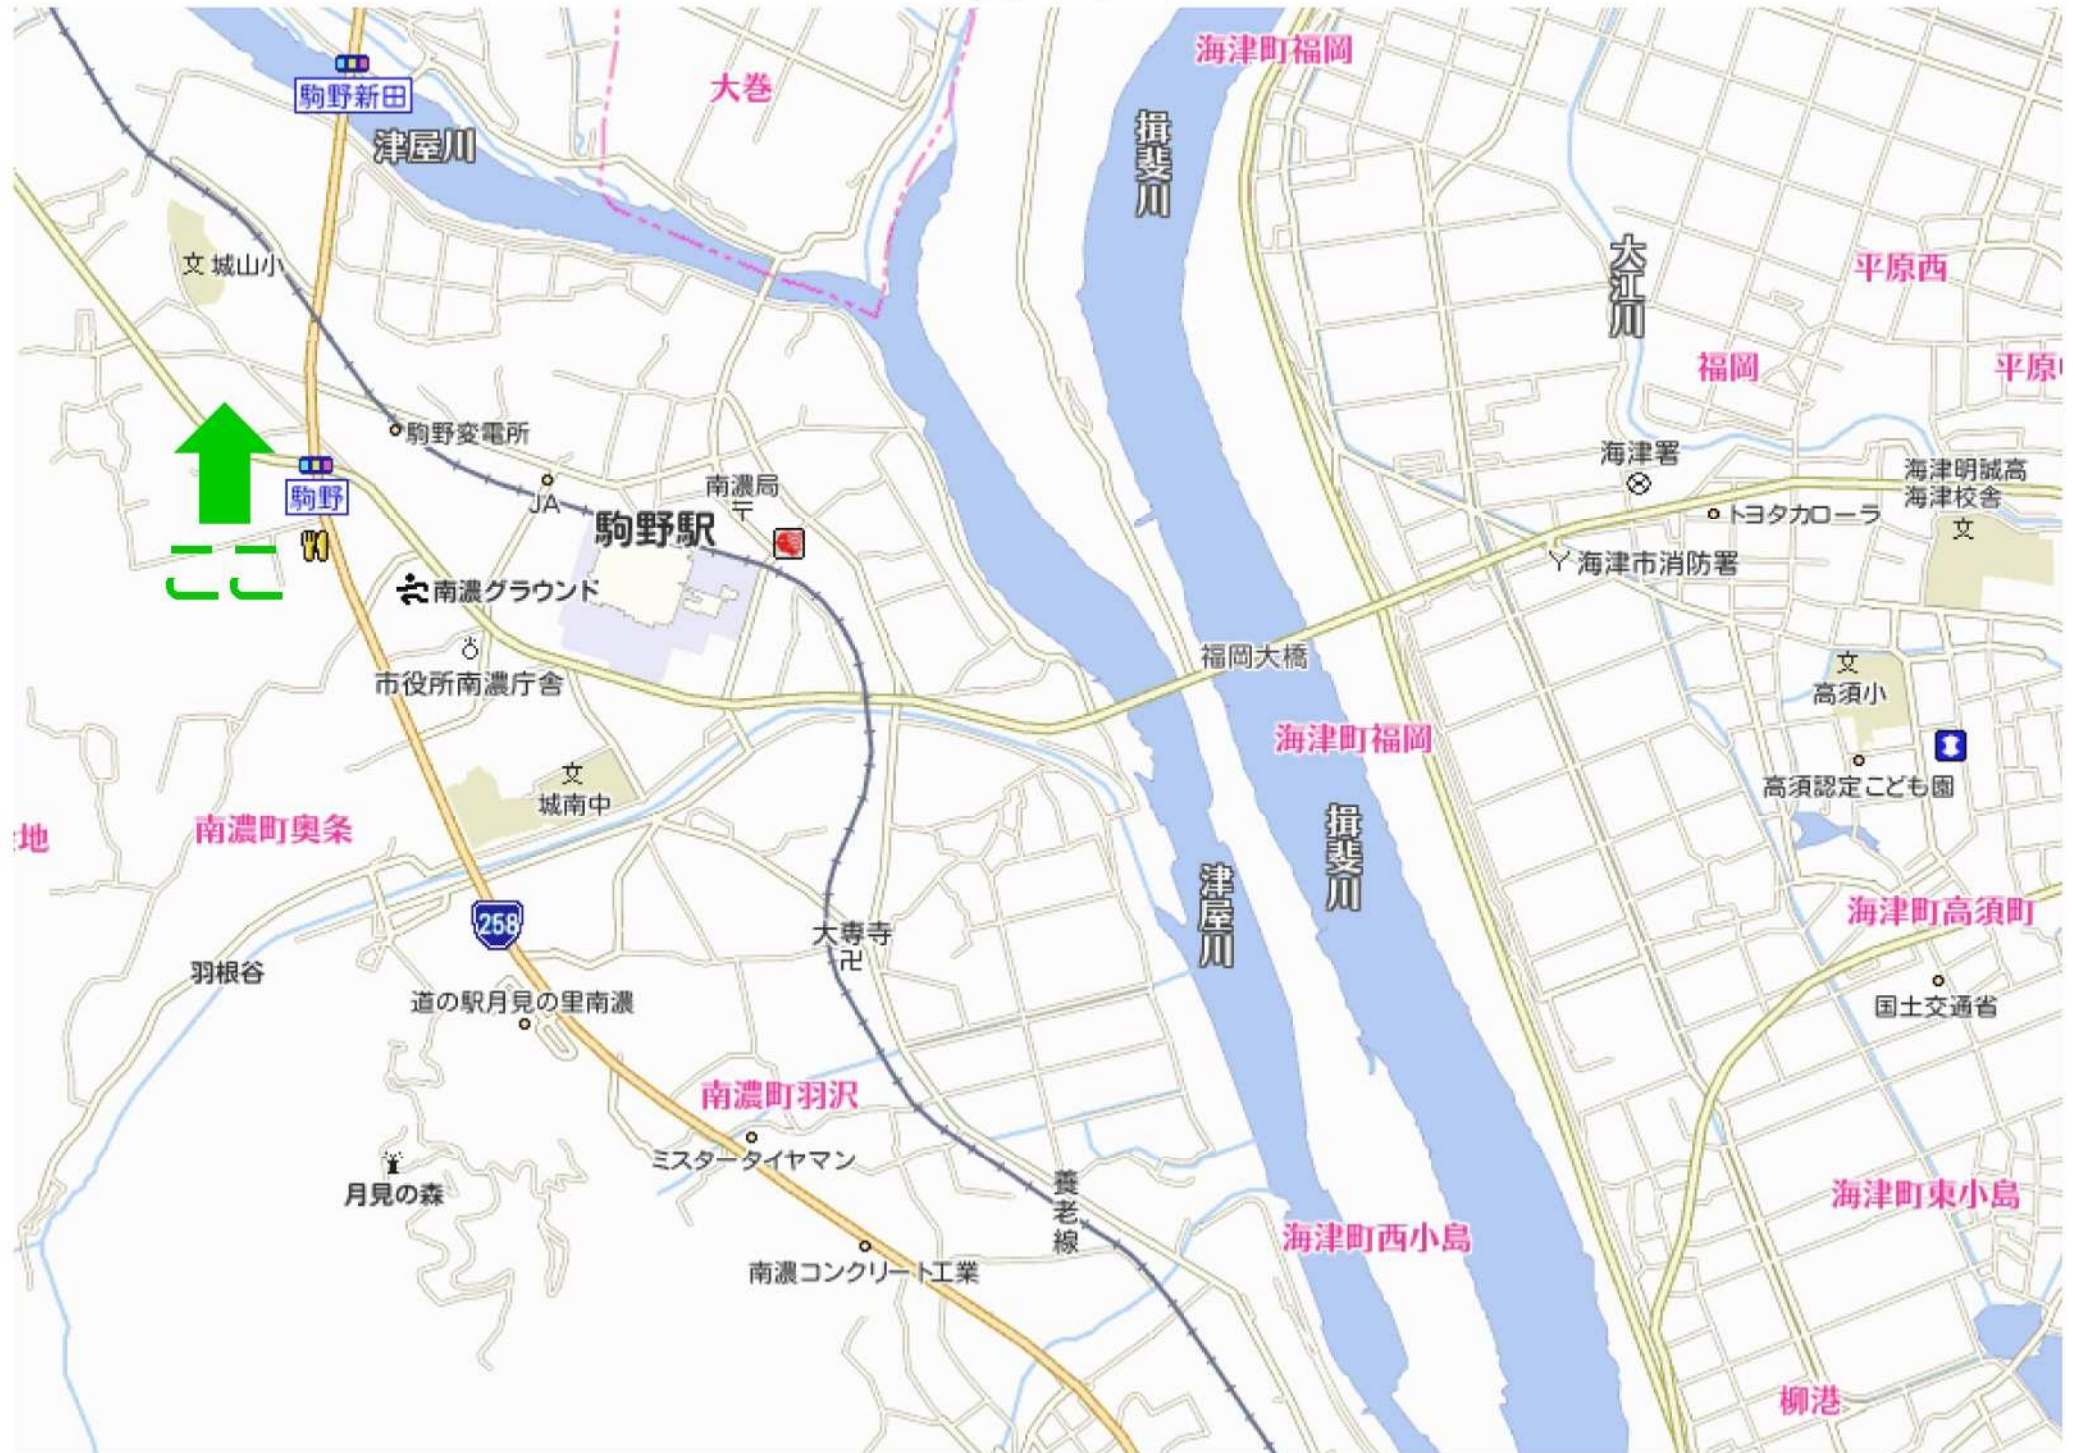 海津町福岡
大巻
駒野新田
津屋川
揖斐川
大江川
城山小
平原西
福岡
平原
駒野変電所
海津署
海津明誠高
海津校舎
南濃局
駒野
JA
トヨタカローラ
駒野駅
海津市消防署
ここ
南濃グラウンド
福岡大橋
市役所南濃庁舎
高須小
海津町福岡
高須認定こども園
城南中
南濃町奥条
地
揖斐川
津屋川
海津町高須町
258
大専寺
羽根谷
道の駅月見の里南濃
国土交通省
南濃町羽沢
ミスタータイヤマン
月見の森
養老線
海津町東小島
海津町西小島
南濃コンクリート工業
柳港